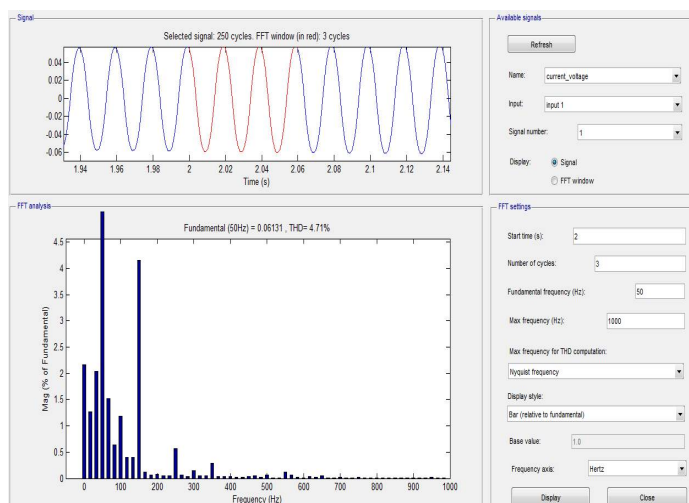 Signal
Selected signal: 250 cycles. FFT window (in red): 3 cycles
0.04
0.02
0
-0.02
-0.04
-0.06
1.94 1.96 1.98 2 2.02 2.04 2.06 2.08 2.1 2.12 2.14
Time (s)
Available signals
Refresh
Name: current_voltage
Input: input 1
Signal number: 1
Display: Signal
FFT window
FFT analysis
Fundamental (50Hz) = 0.06131 , THD= 4.71%
4.5
4
3.5
3
2.5
2
1.5
1
0.5
0
Mag (% of Fundamental)
0 100 200 300 400 500 600 700 800 900 1000
Frequency (Hz)
FFT settings
Start time (s): 2
Number of cycles: 3
Fundamental frequency (Hz): 50
Max frequency (Hz): 1000
Max frequency for THD computation:
Nyquist frequency
Display style:
Bar (relative to fundamental)
Base value: 1.0
Frequency axis: Hertz
Display Close